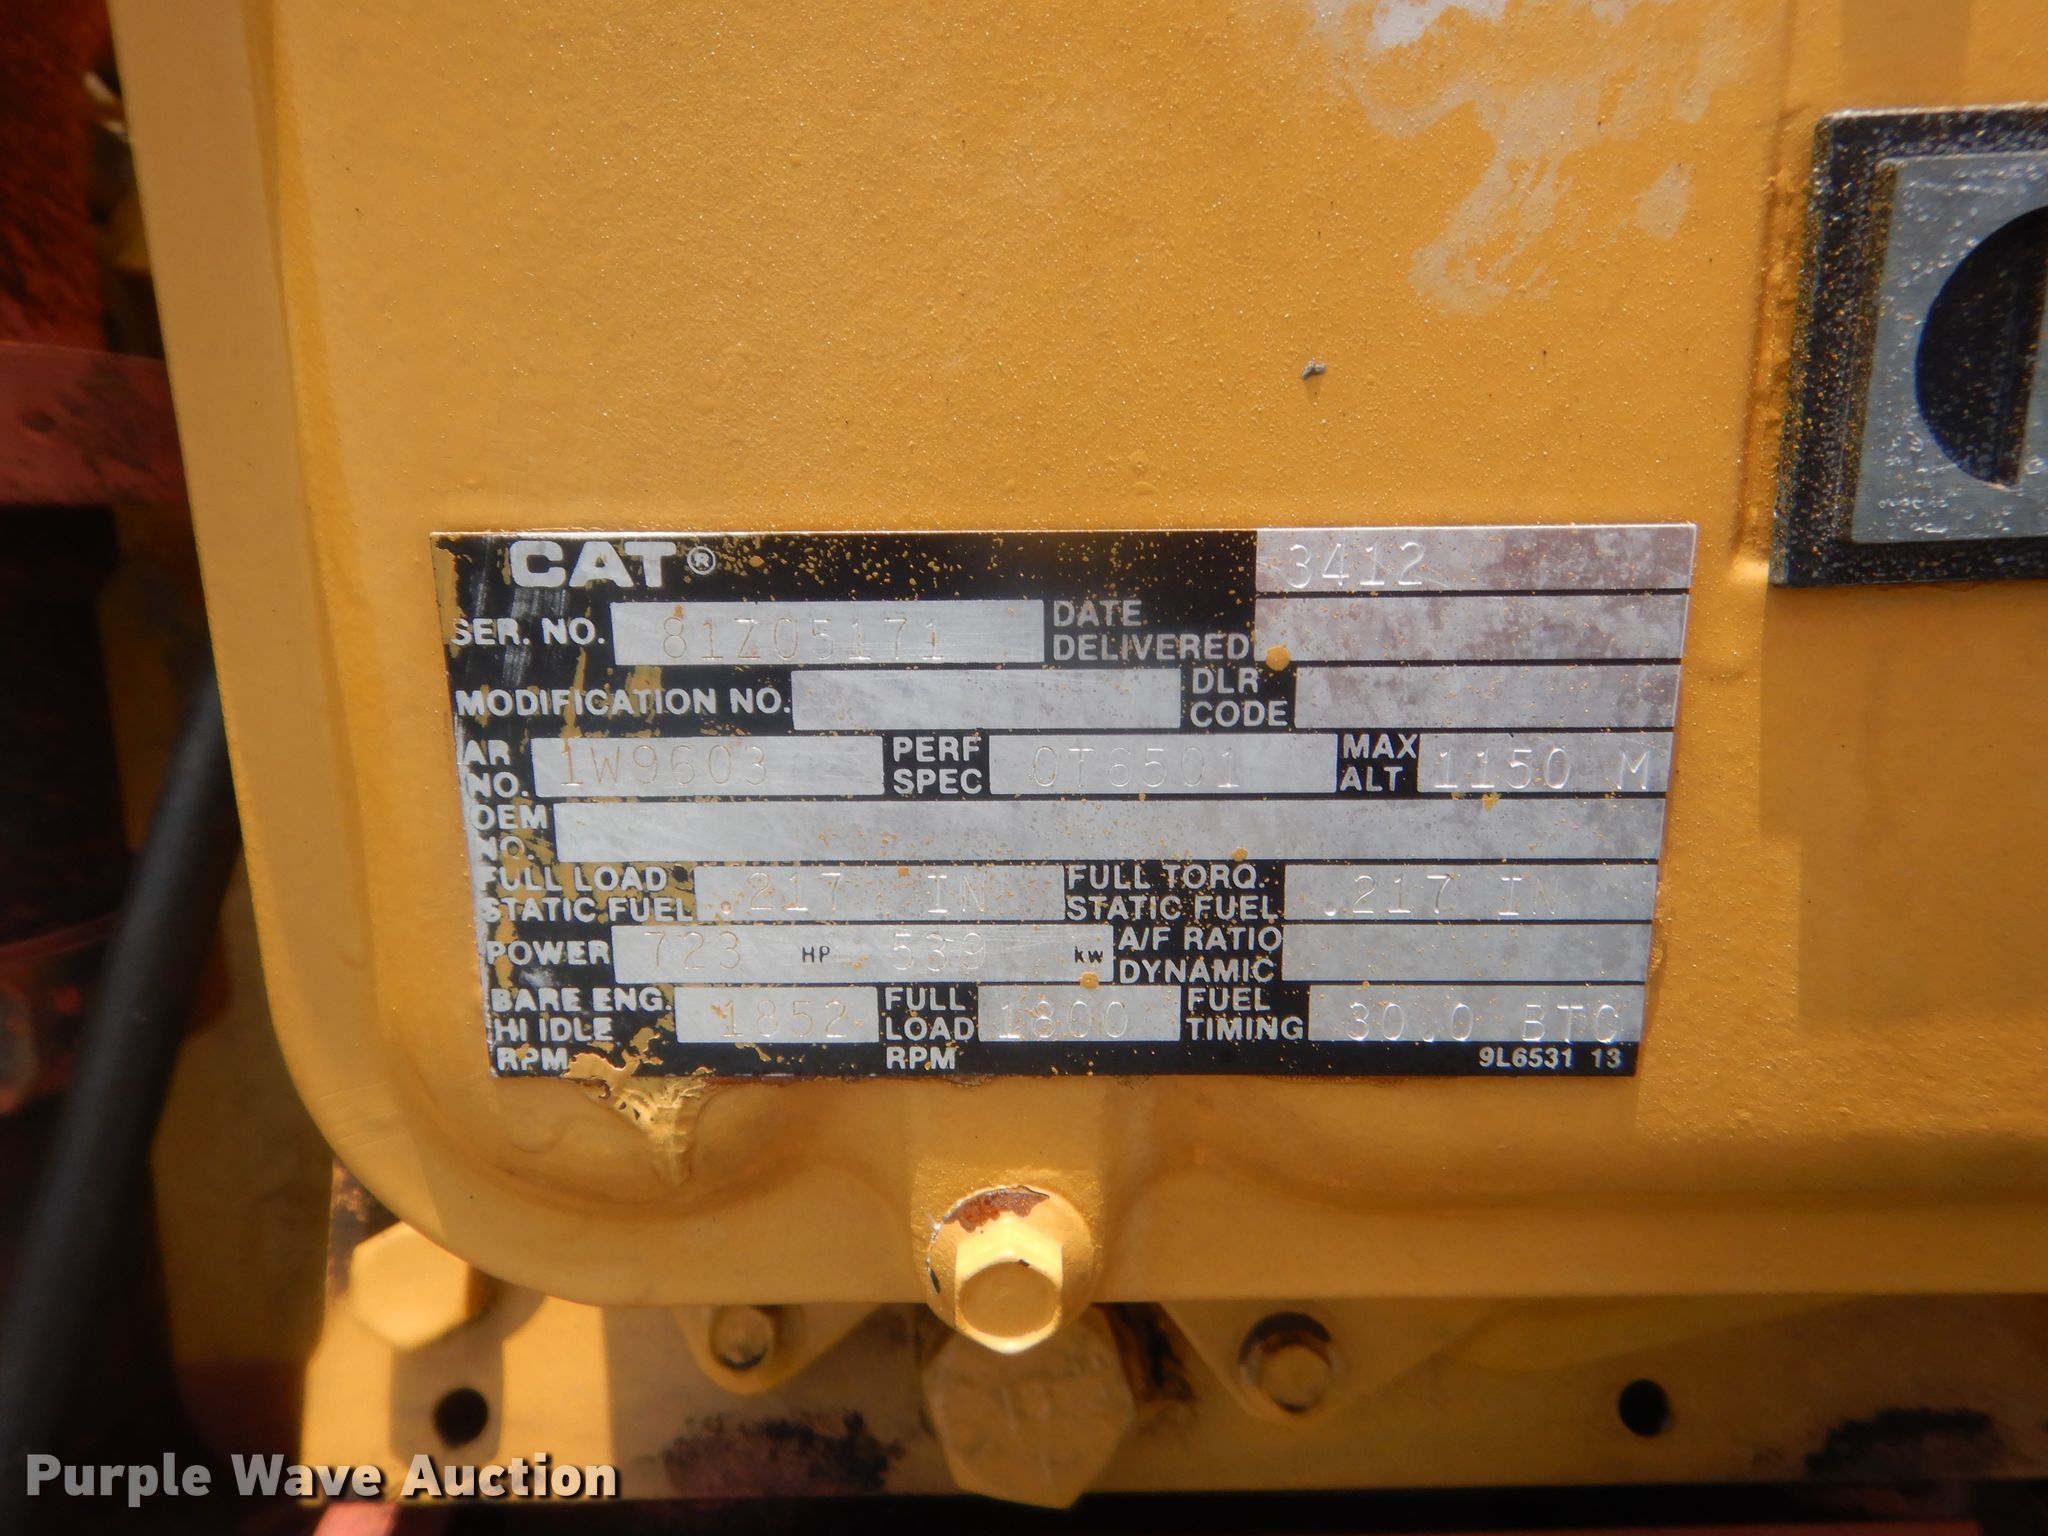 CAT® 3412
SER. NO. 81Z05171 DATE DELIVERED
MODIFICATION NO. DLR CODE
AR NO. 1W9603 PERF SPEC 0T6501 MAX ALT 1150 M
OEM NO.
FULL LOAD STATIC FUEL .217 IN FULL TORQ. STATIC FUEL .217 IN
POWER 723 HP 539 kW A/F RATIO DYNAMIC
BARE ENG. HI IDLE RPM 1852 FULL LOAD RPM 1800 FUEL TIMING 30.0 BTC
9L6531 13
Purple Wave Auction